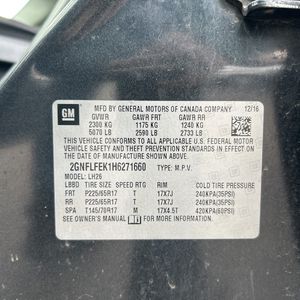 GM
MFD BY GENERAL MOTORS OF CANADA COMPANY 12/16
GVWR GAWR FRT GAWR RR
2300 KG 1175 KG 1240 KG
5070 LB 2590 LB 2733 LB
THIS VEHICLE CONFORMS TO ALL APPLICABLE U.S.
FEDERAL MOTOR VEHICLE SAFETY, BUMPER, AND
THEFT PREVENTION STANDARDS IN EFFECT ON THE DATE
OF MANUFACTURE SHOWN ABOVE.
2GNFLFEK1H6271660 TYPE: M.P.V.
MODEL: LH26
TIRE SIZE SPEED RTG RIM COLD TIRE PRESSURE
FRT P225/65R17 T 17X7J 240KPA(35PSI)
RR P225/65R17 T 17X7J 240KPA(35PSI)
SPA T145/70R17 M 17X4.5T 420KPA(60PSI)
SEE OWNER'S MANUAL FOR MORE INFORMATION.